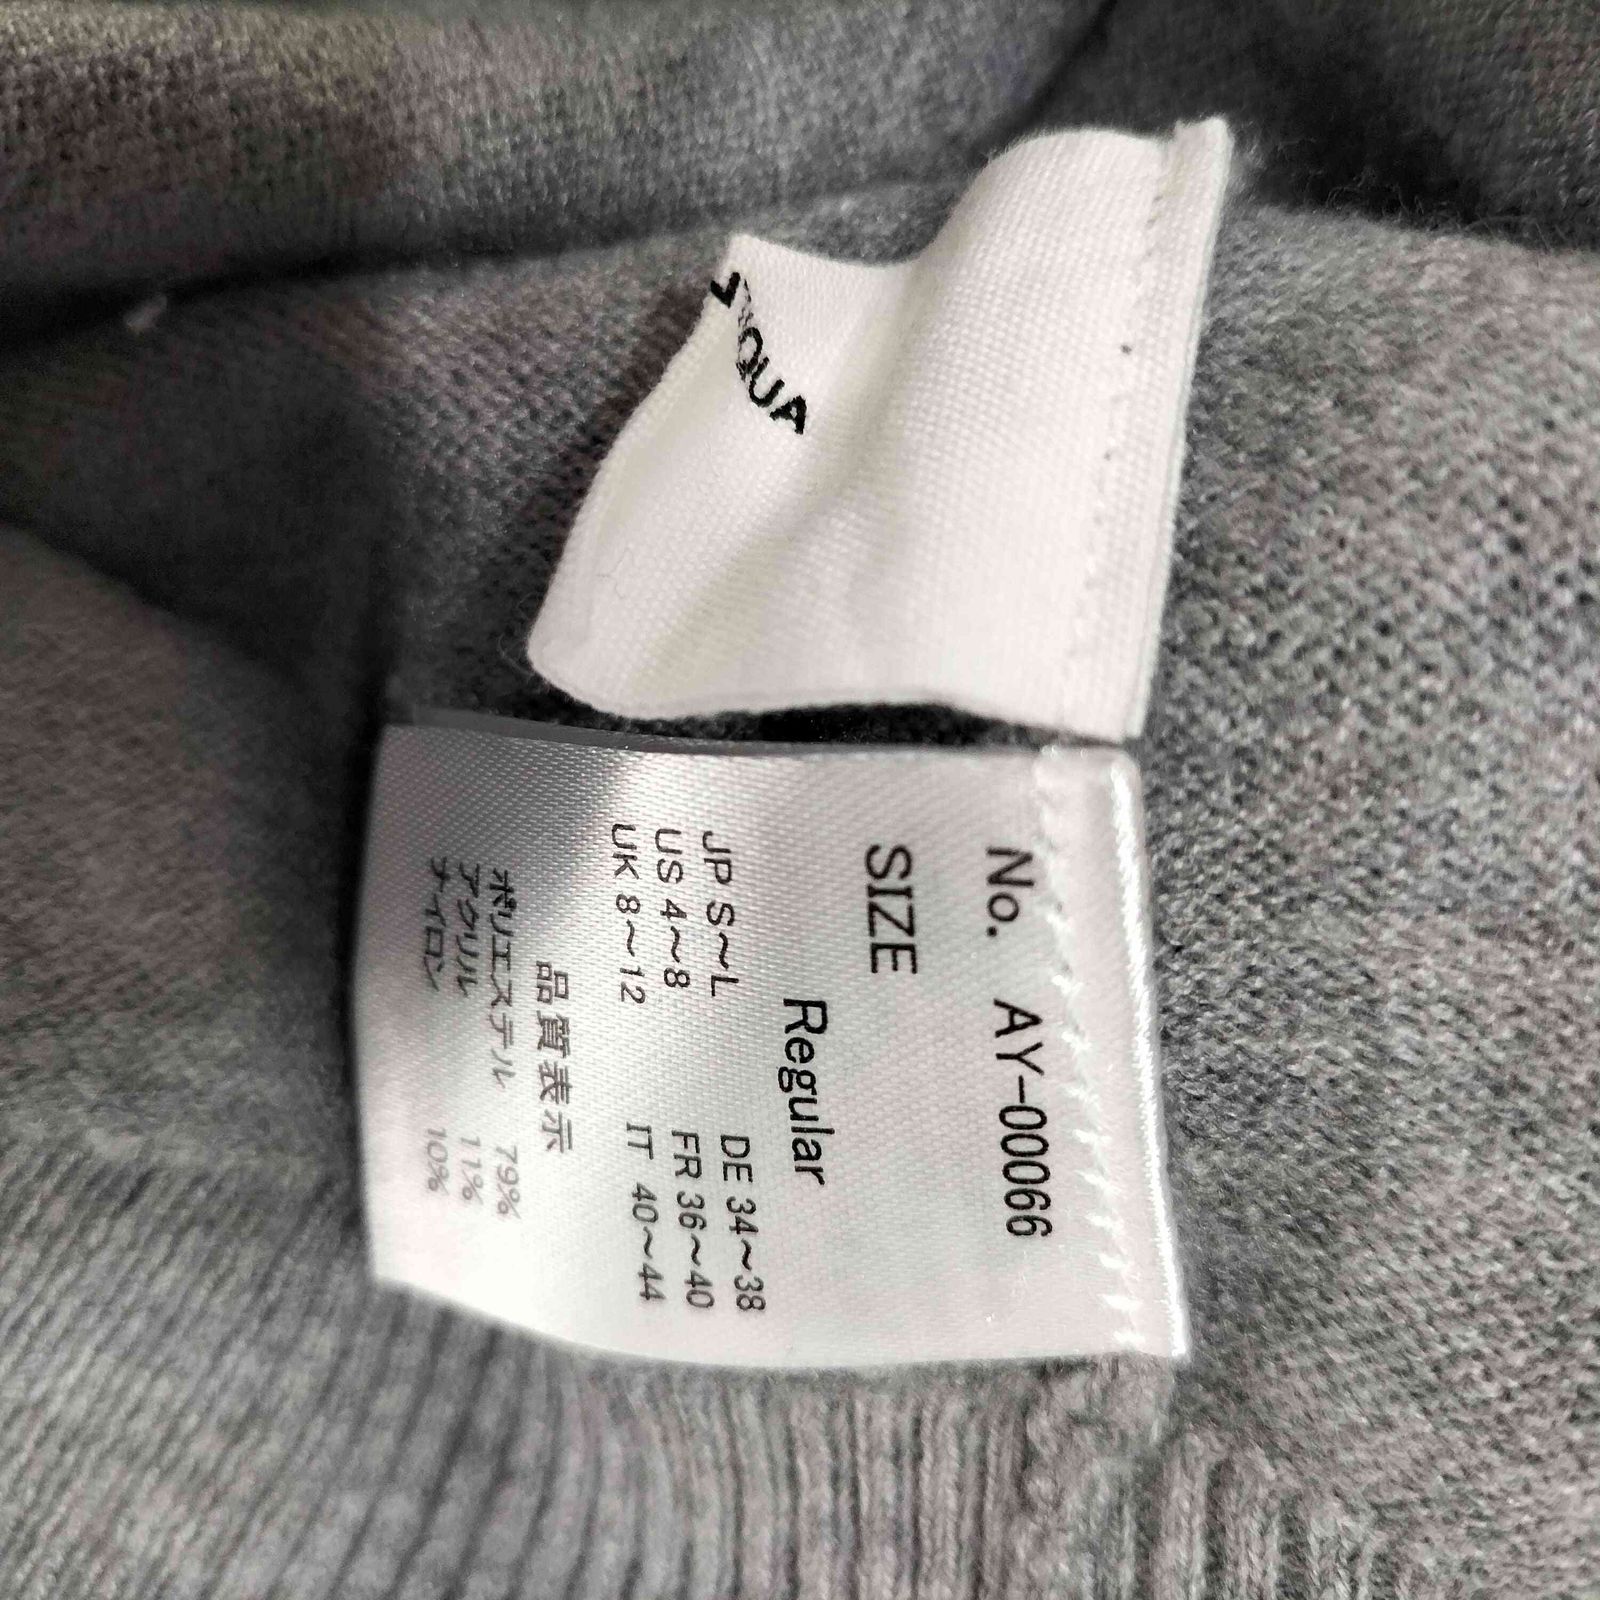 QUA
No. AY-00066
SIZE
Regular
JP S~L DE 34~38
US 4~8 FR 36~40
UK 8~12 IT 40~44
品質表示
ポリエステル 79%
アクリル 11%
ナイロン 10%